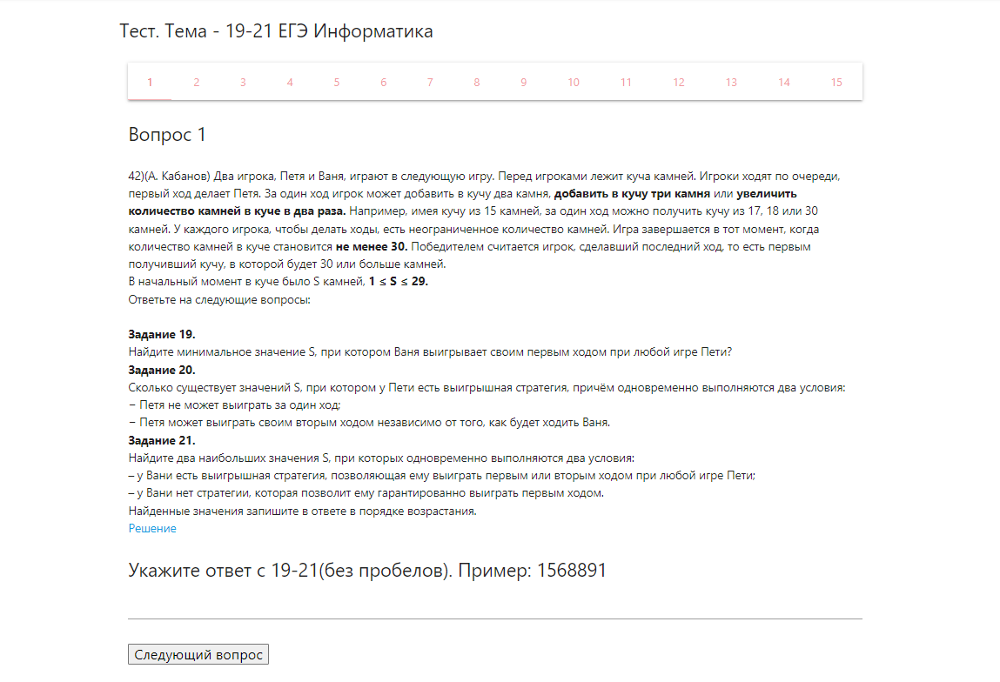 Тест. Тема - 19-21 ЕГЭ Информатика
1 2 3 4 5 6 7 8 9 10 11 12 13 14 15
Вопрос 1
42)(А. Кабанов) Два игрока, Петя и Ваня, играют в следующую игру. Перед игроками лежит куча камней. Игроки ходят по очереди,
первый ход делает Петя. За один ход игрок может добавить в кучу два камня, добавить в кучу три камня или увеличить
количество камней в куче в два раза. Например, имея кучу из 15 камней, за один ход можно получить кучу из 17, 18 или 30
камней. У каждого игрока, чтобы делать ходы, есть неограниченное количество камней. Игра завершается в тот момент, когда
количество камней в куче становится не менее 30. Победителем считается игрок, сделавший последний ход, то есть первым
получивший кучу, в которой будет 30 или больше камней.
В начальный момент в куче было S камней, 1 ≤ S ≤ 29.
Ответьте на следующие вопросы:
Задание 19.
Найдите минимальное значение S, при котором Ваня выигрывает своим первым ходом при любой игре Пети?
Задание 20.
Сколько существует значений S, при котором у Пети есть выигрышная стратегия, причём одновременно выполняются два условия:
− Петя не может выиграть за один ход;
− Петя может выиграть своим вторым ходом независимо от того, как будет ходить Ваня.
Задание 21.
Найдите два наибольших значения S, при которых одновременно выполняются два условия:
– у Вани есть выигрышная стратегия, позволяющая ему выиграть первым или вторым ходом при любой игре Пети;
– у Вани нет стратегии, которая позволит ему гарантированно выиграть первым ходом.
Найденные значения запишите в ответе в порядке возрастания.
Решение
Укажите ответ с 19-21(без пробелов). Пример: 1568891
Следующий вопрос